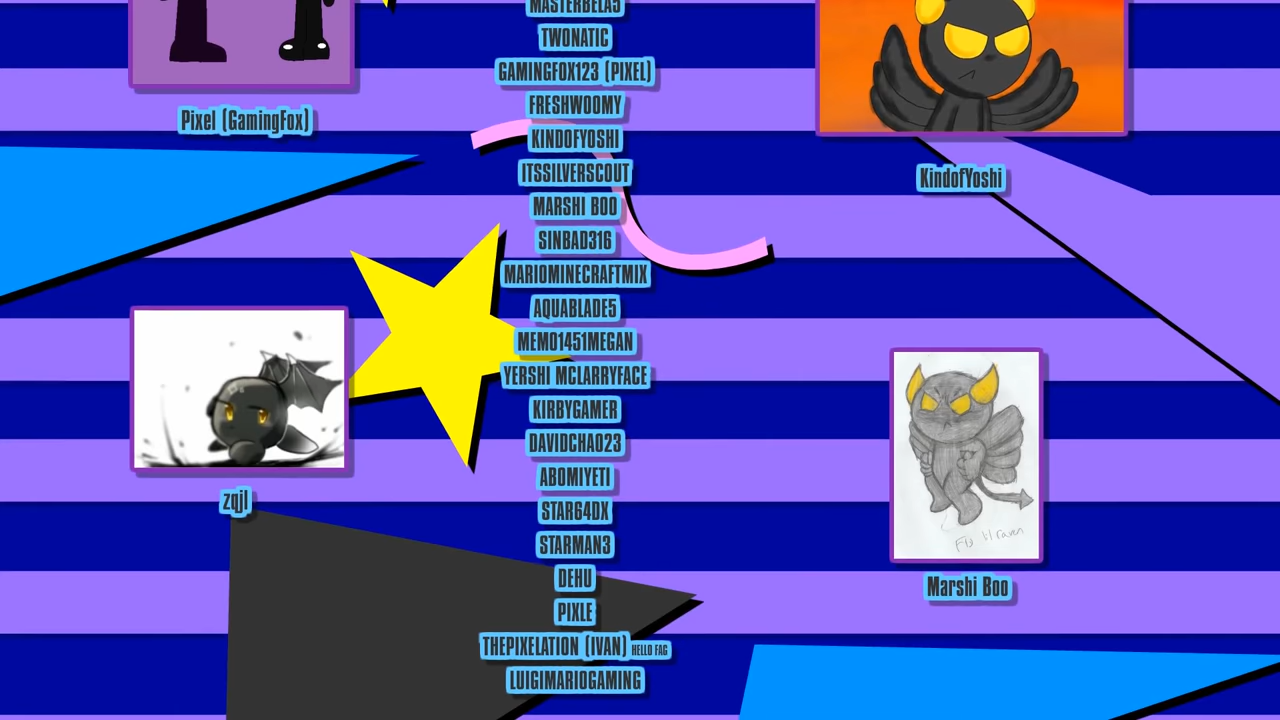 MASTERBELA5
TWONATIC
GAMINGFOX123 (PIXEL)
FRESHWOOMY
Pixel (GamingFox)
KINDOFYOSHI
ITSSILVERSCOUT
KindofYoshi
MARSHI BOO
SINBAD316
MARIOMINECRAFTMIX
AQUABLADE5
MEMO1451MEGAN
YERSHI MCLARRYFACE
KIRBYGAMER
DAVIDCHAO23
ABOMIYETI
zqjl
STAR64DX
STARMAN3
DEHU
Marshi Boo
PIXLE
THEPIXELATION (IVAN) HELLO FAG
LUIGIMARIOGAMING